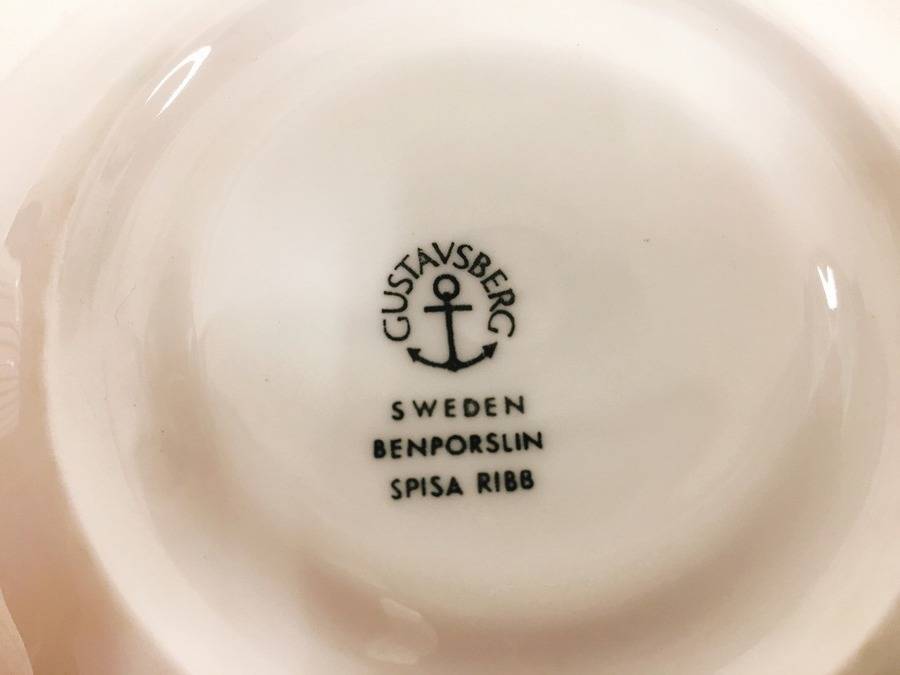 GUSTAVSBERG
SWEDEN
BENPORSLIN
SPISA RIBB